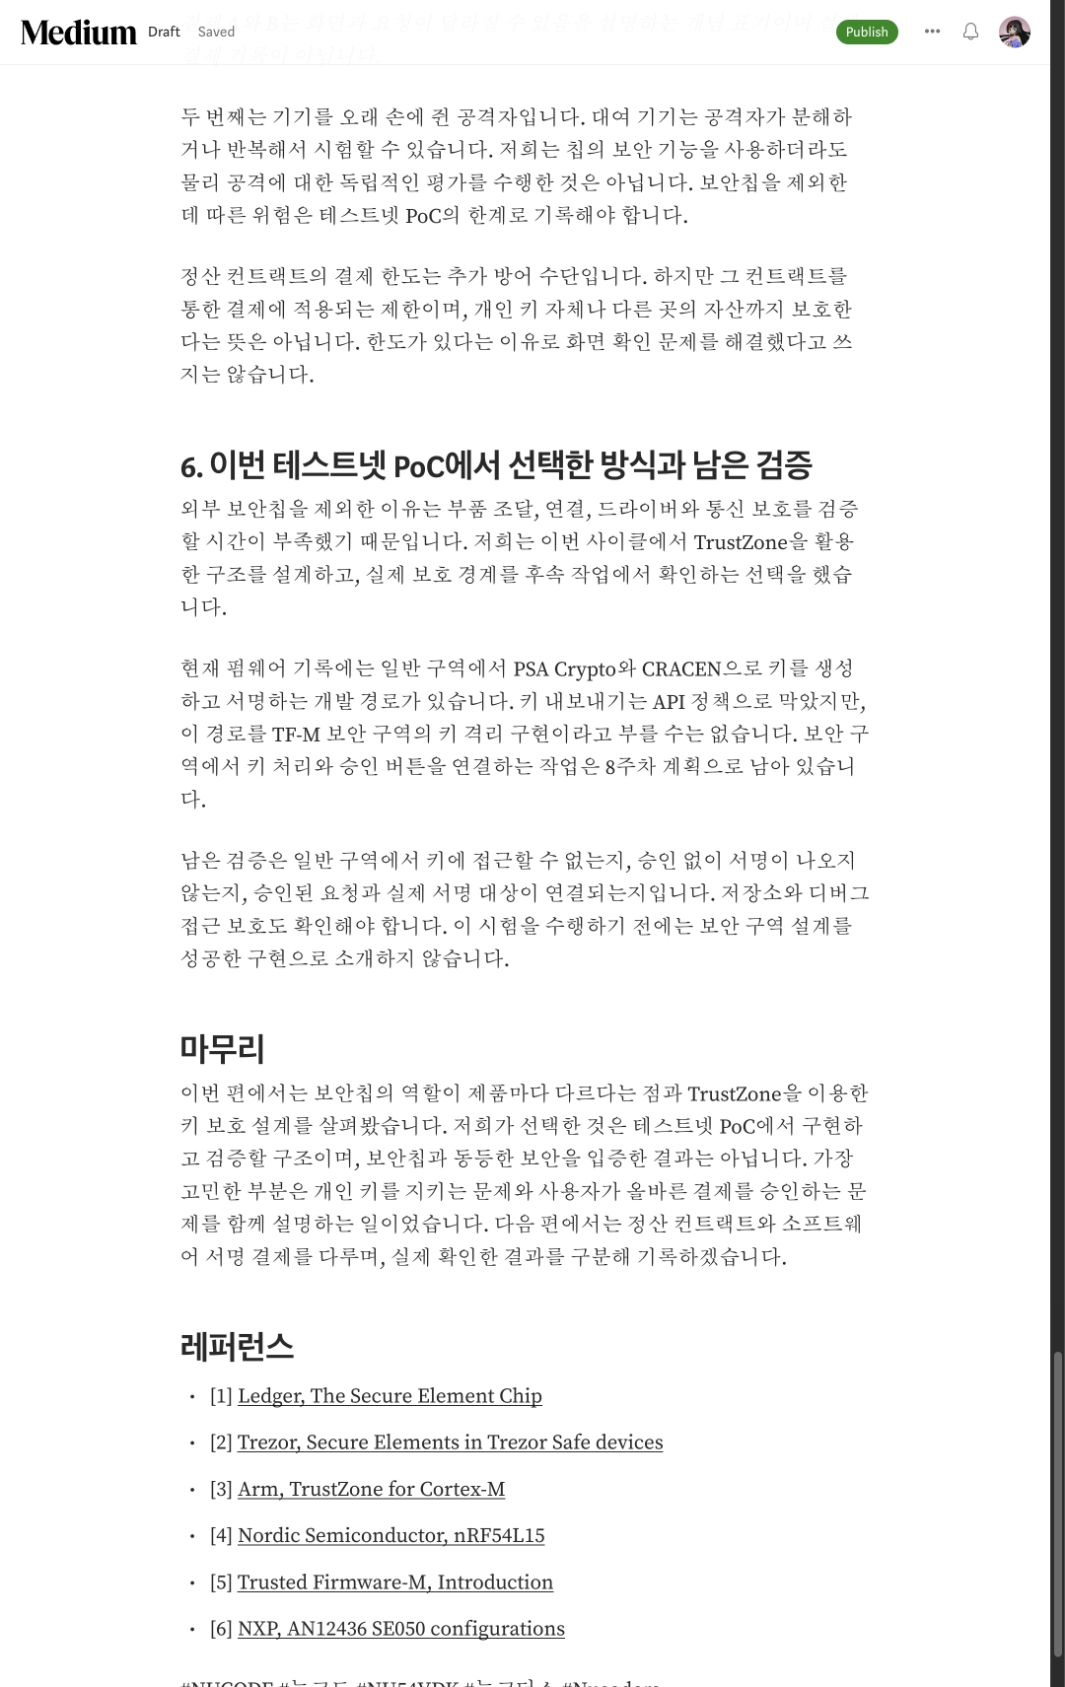 Medium
Draft
Saved
Publish
결제 기록이 아닙니다.
두 번째는 기기를 오래 손에 쥔 공격자입니다. 대여 기기는 공격자가 분해하
거나 반복해서 시험할 수 있습니다. 저희는 칩의 보안 기능을 사용하더라도
물리 공격에 대한 독립적인 평가를 수행한 것은 아닙니다. 보안칩을 제외한
데 따른 위험은 테스트넷 PoC의 한계로 기록해야 합니다.
정산 컨트랙트의 결제 한도는 추가 방어 수단입니다. 하지만 그 컨트랙트를
통한 결제에 적용되는 제한이며, 개인 키 자체나 다른 곳의 자산까지 보호한
다는 뜻은 아닙니다. 한도가 있다는 이유로 화면 확인 문제를 해결했다고 쓰
지는 않습니다.
6. 이번 테스트넷 PoC에서 선택한 방식과 남은 검증
외부 보안칩을 제외한 이유는 부품 조달, 연결, 드라이버와 통신 보호를 검증
할 시간이 부족했기 때문입니다. 저희는 이번 사이클에서 TrustZone을 활용
한 구조를 설계하고, 실제 보호 경계를 후속 작업에서 확인하는 선택을 했습
니다.
현재 펌웨어 기록에는 일반 구역에서 PSA Crypto와 CRACEN으로 키를 생성
하고 서명하는 개발 경로가 있습니다. 키 내보내기는 API 정책으로 막았지만,
이 경로를 TF-M 보안 구역의 키 격리 구현이라고 부를 수는 없습니다. 보안 구
역에서 키 처리와 승인 버튼을 연결하는 작업은 8주차 계획으로 남아 있습니
다.
남은 검증은 일반 구역에서 키에 접근할 수 없는지, 승인 없이 서명이 나오지
않는지, 승인된 요청과 실제 서명 대상이 연결되는지입니다. 저장소와 디버그
접근 보호도 확인해야 합니다. 이 시험을 수행하기 전에는 보안 구역 설계를
성공한 구현으로 소개하지 않습니다.
마무리
이번 편에서는 보안칩의 역할이 제품마다 다르다는 점과 TrustZone을 이용한
키 보호 설계를 살펴봤습니다. 저희가 선택한 것은 테스트넷 PoC에서 구현하
고 검증할 구조이며, 보안칩과 동등한 보안을 입증한 결과는 아닙니다. 가장
고민한 부분은 개인 키를 지키는 문제와 사용자가 올바른 결제를 승인하는 문
제를 함께 설명하는 일이었습니다. 다음 편에서는 정산 컨트랙트와 소프트웨
어 서명 결제를 다루며, 실제 확인한 결과를 구분해 기록하겠습니다.
레퍼런스
• [1] Ledger, The Secure Element Chip
• [2] Trezor, Secure Elements in Trezor Safe devices
• [3] Arm, TrustZone for Cortex-M
• [4] Nordic Semiconductor, nRF54L15
• [5] Trusted Firmware-M, Introduction
• [6] NXP, AN12436 SE050 configurations